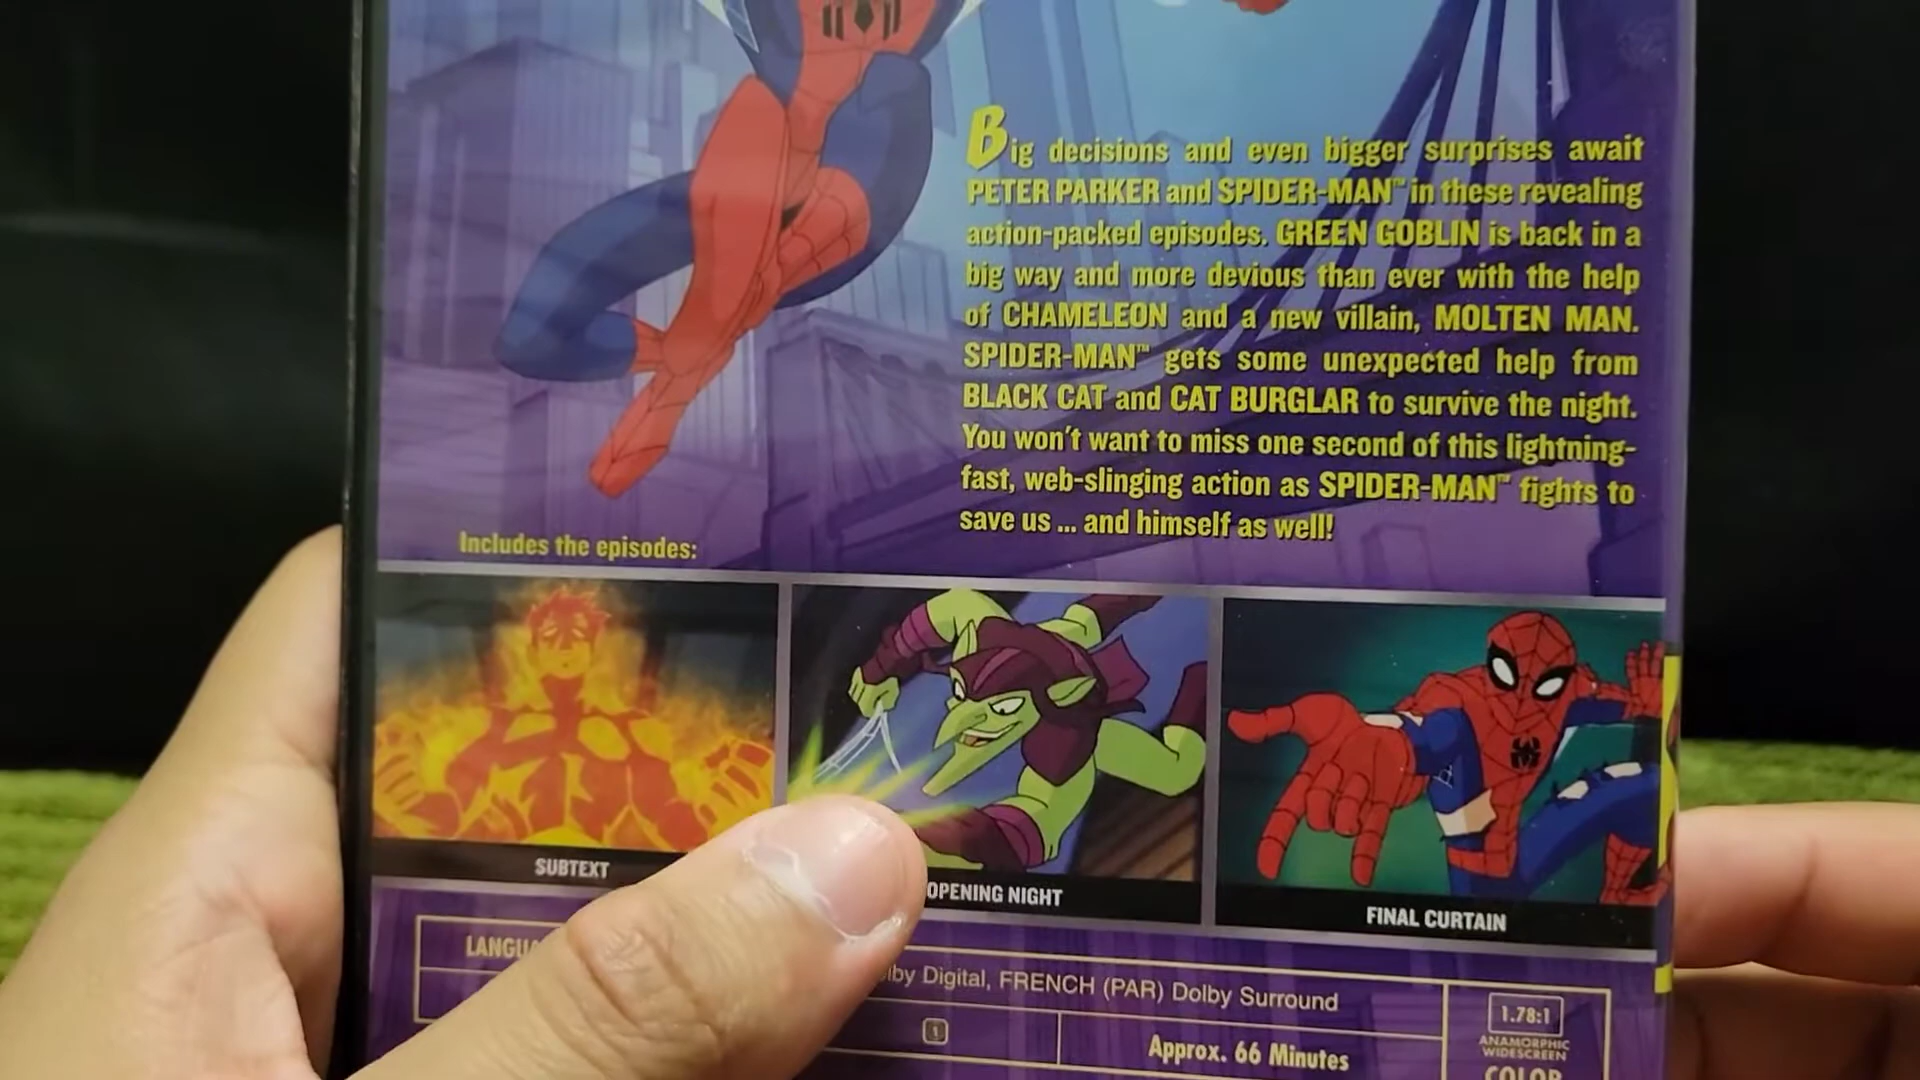 Big decisions and even bigger surprises await
PETER PARKER and SPIDER-MAN™ in these revealing
action-packed episodes. GREEN GOBLIN is back in a
big way and more devious than ever with the help
of CHAMELEON and a new villain, MOLTEN MAN.
SPIDER-MAN™ gets some unexpected help from
BLACK CAT and CAT BURGLAR to survive the night.
You won't want to miss one second of this lightning-
fast, web-slinging action as SPIDER-MAN™ fights to
save us ... and himself as well!
Includes the episodes:
SUBTEXT
OPENING NIGHT
FINAL CURTAIN
Digital, FRENCH (PAR) Dolby Surround
1
Approx. 66 Minutes
1.78:1
ANAMORPHIC
WIDESCREEN
COLOR